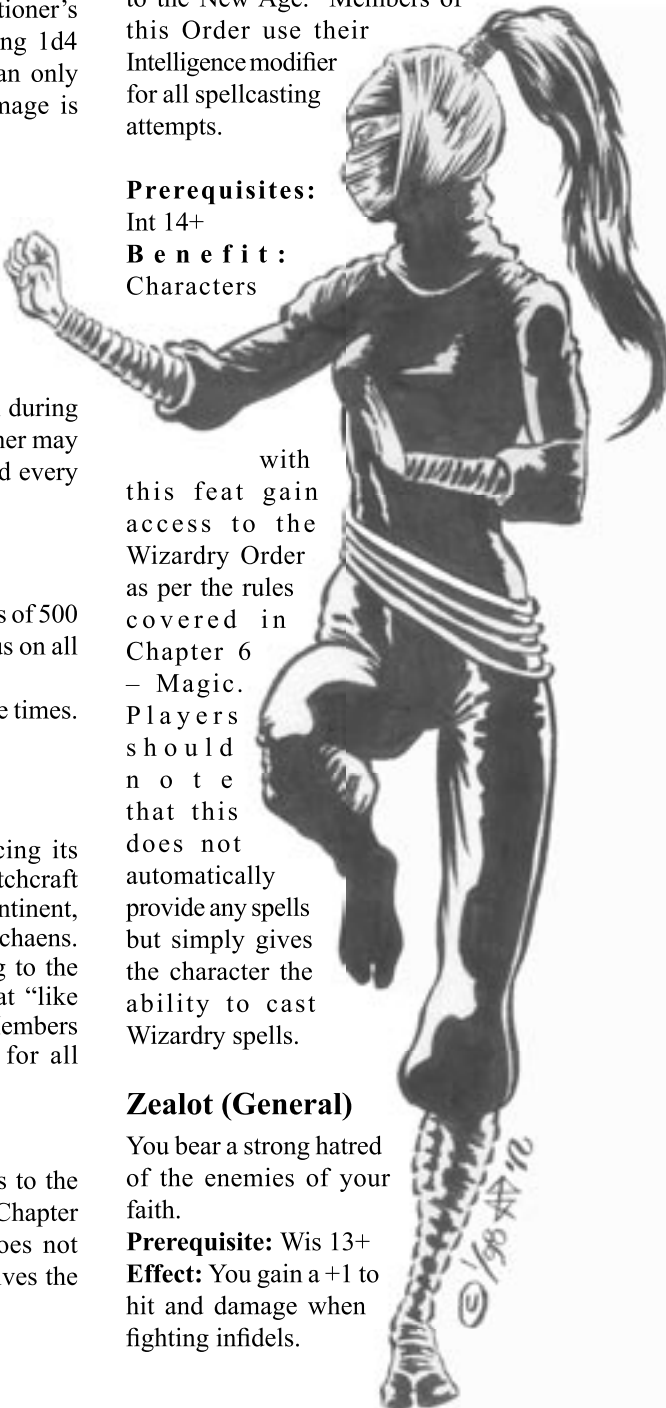 tioner's
ng 1d4
an only
mage is
during
ner may
d every
s of 500
us on all
e times.
cing its
tchcraft
ntinent,
chaens.
g to the
at “like
embers
for all
s to the
Chapter
oes not
ves the
to the New Age. Members of
this Order use their
Intelligence modifier
for all spellcasting
attempts.
Prerequisites:
Int 14+
Benefit:
Characters
with
this feat gain
access to the
Wizardry Order
as per the rules
covered in
Chapter 6
– Magic.
Players
should
note
that this
does not
automatically
provide any spells
but simply gives
the character the
ability to cast
Wizardry spells.
Zealot (General)
You bear a strong hatred
of the enemies of your
faith.
Prerequisite: Wis 13+
Effect: You gain a +1 to
hit and damage when
fighting infidels.
1/98